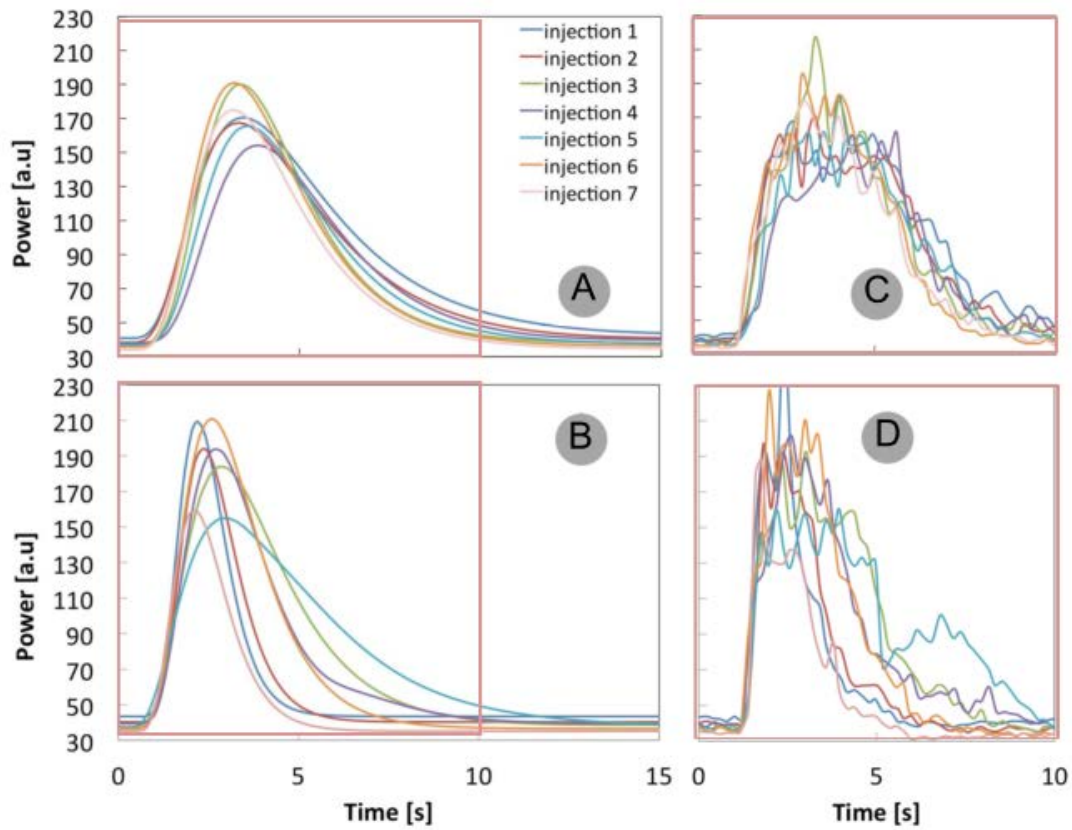 230
210
190
170
150
130
110
90
70
50
30
Power [a.u]
injection 1
injection 2
injection 3
injection 4
injection 5
injection 6
injection 7
A
C
230
210
190
170
150
130
110
90
70
50
30
Power [a.u]
B
D
0 5 10 15
Time [s]
0 5 10
Time [s]